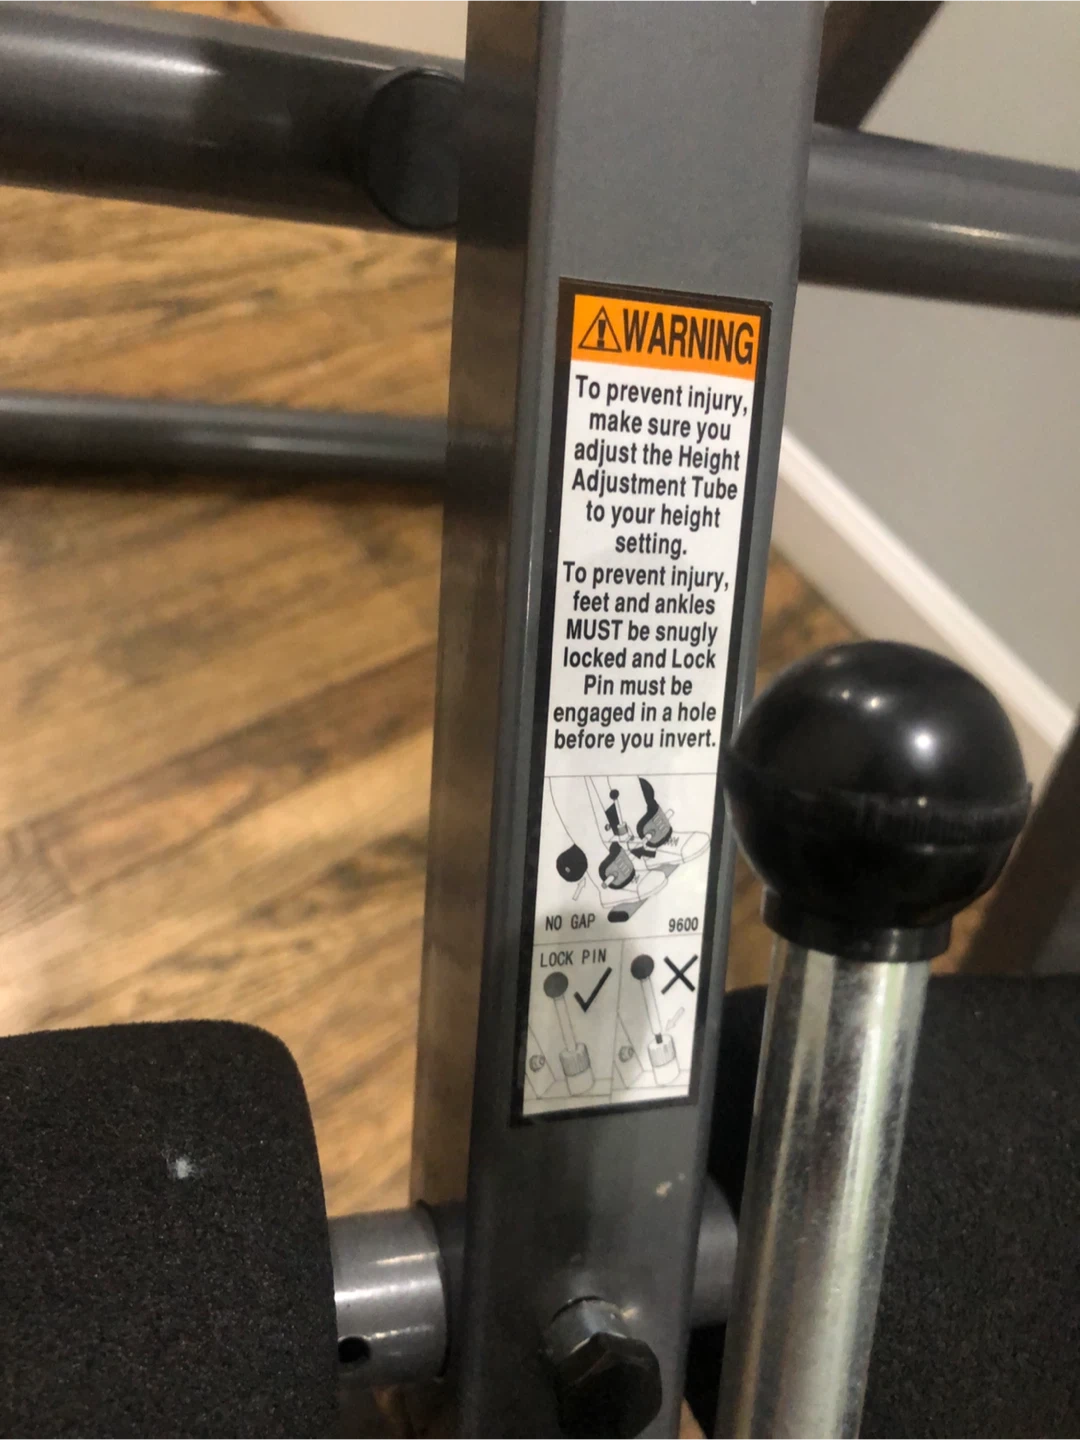 WARNING
To prevent injury,
make sure you
adjust the Height
Adjustment Tube
to your height
setting.
To prevent injury,
feet and ankles
MUST be snugly
locked and Lock
Pin must be
engaged in a hole
before you invert.
NO GAP
9600
LOCK PIN